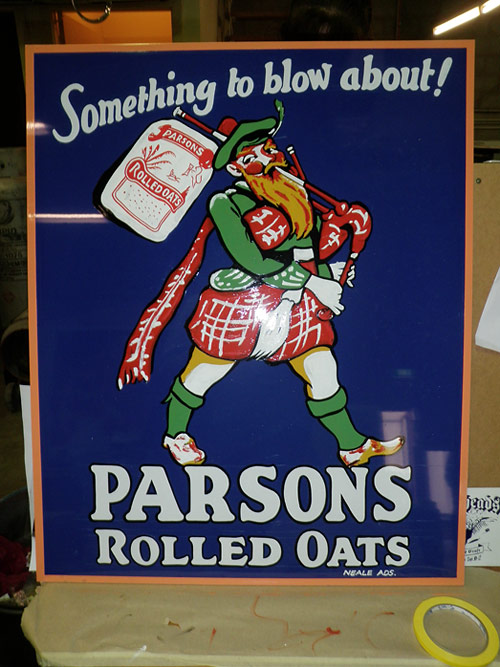 Something to blow about!
PARSONS
ROLLED OATS
PARSONS
ROLLED OATS
NEALE ADS.